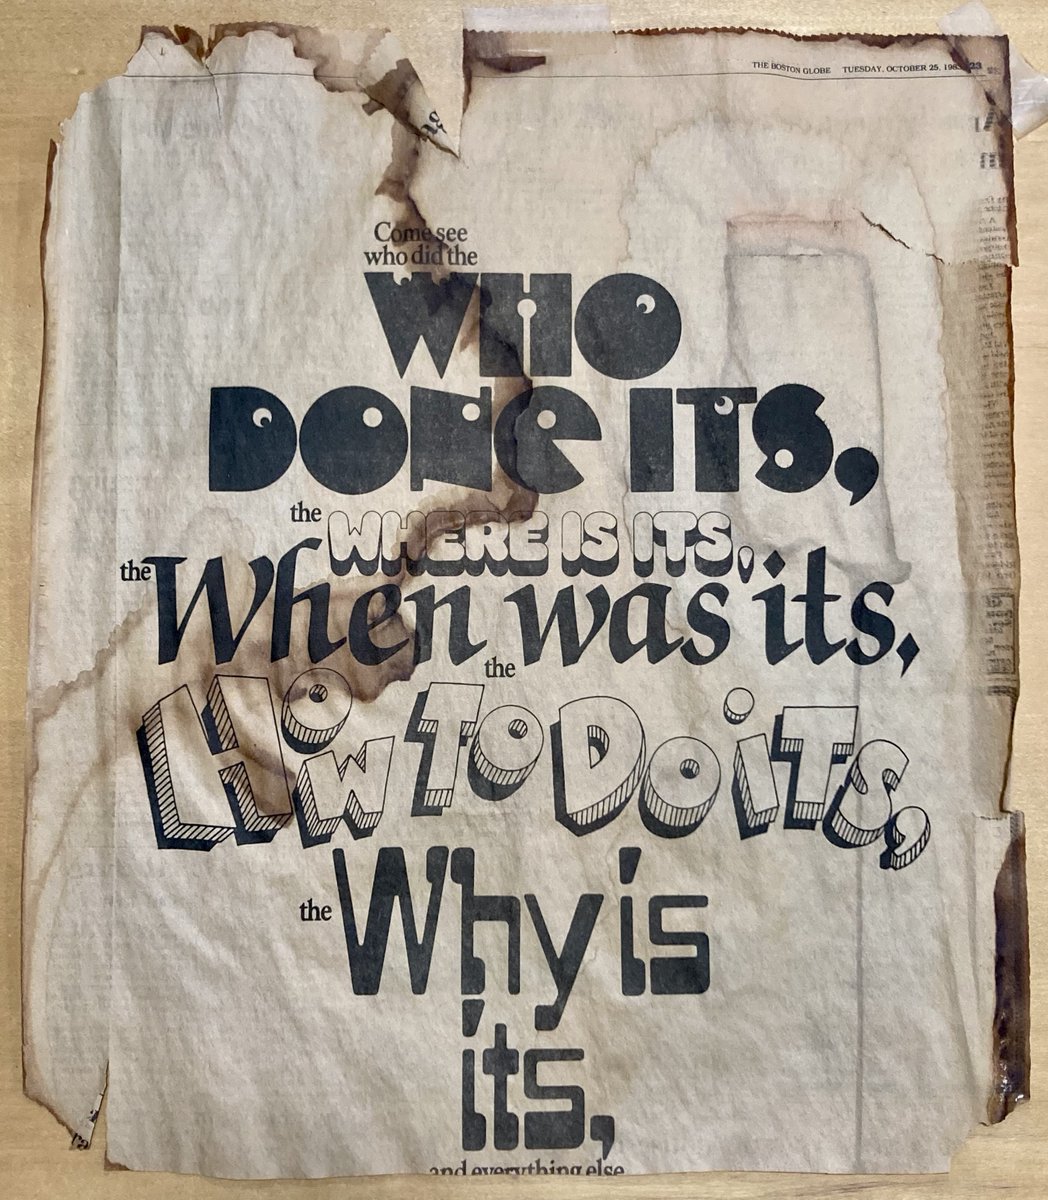 THE BOSTON GLOBE TUESDAY, OCTOBER 25, 198 23
Come see
who did the
WHO
DONE ITS,
the WHERE IS ITS,
the When was its,
the
HOW TO DO ITS,
the Why is
its,
and everything else